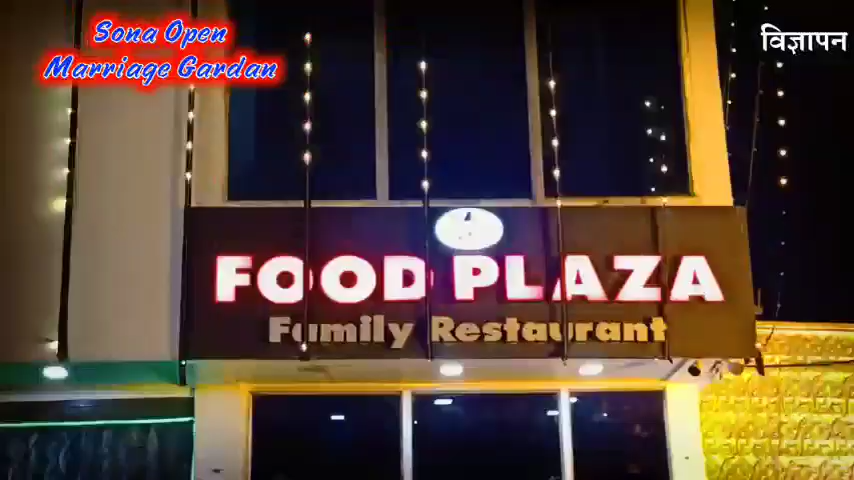 Sona Open
Marriage Gardan
विज्ञापन
FOOD PLAZA
Family Restaurant